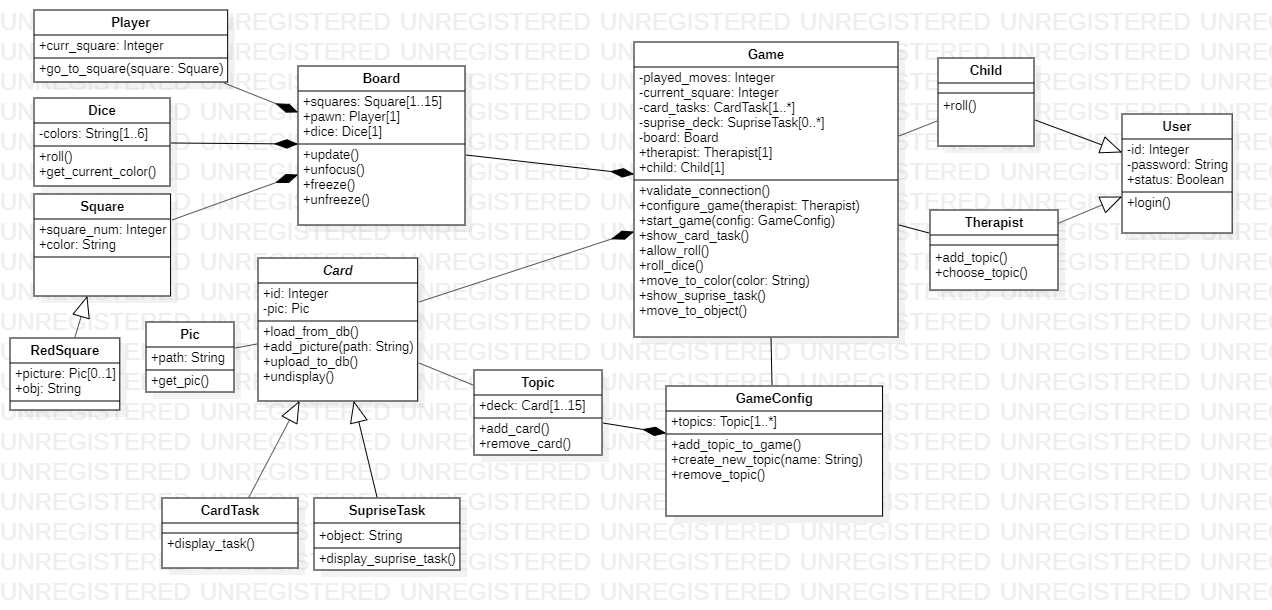 Player
+curr_square: Integer
+go_to_square(square: Square)
Dice
-colors: String[1..6]
+roll()
+get_current_color()
Square
+square_num: Integer
+color: String
RedSquare
+picture: Pic[0..1]
+obj: String
Board
+squares: Square[1..15]
+pawn: Player[1]
+dice: Dice[1]
+update()
+unfocus()
+freeze()
+unfreeze()
Card
+id: Integer
-pic: Pic
+load_from_db()
+add_picture(path: String)
+upload_to_db()
+undisplay()
Pic
+path: String
+get_pic()
CardTask
+display_task()
SupriseTask
+object: String
+display_suprise_task()
Topic
+deck: Card[1..15]
+add_card()
+remove_card()
Game
-played_moves: Integer
-current_square: Integer
-card_tasks: CardTask[1..*]
-suprise_deck: SupriseTask[0..*]
-board: Board
+therapist: Therapist[1]
+child: Child[1]
+validate_connection()
+configure_game(therapist: Therapist)
+start_game(config: GameConfig)
+show_card_task()
+allow_roll()
+roll_dice()
+move_to_color(color: String)
+show_suprise_task()
+move_to_object()
GameConfig
+topics: Topic[1..*]
+add_topic_to_game()
+create_new_topic(name: String)
+remove_topic()
Child
+roll()
Therapist
+add_topic()
+choose_topic()
User
-id: Integer
-password: String
+status: Boolean
+login()
UNREGISTERED